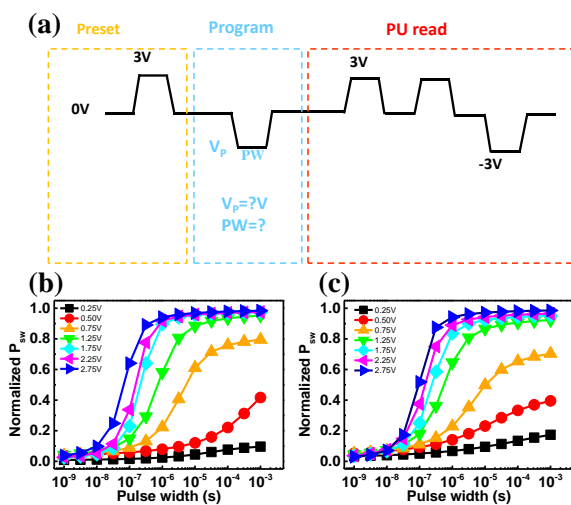 (a)
Preset
Program
PU read
3V
3V
0V
V_P
PW
-3V
V_P=?V
PW=?
(b)
(c)
Normalized P_sw
1.0
0.8
0.6
0.4
0.2
0.0
0.25V
0.50V
0.75V
1.25V
1.75V
2.25V
2.75V
10^-9 10^-8 10^-7 10^-6 10^-5 10^-4 10^-3
Pulse width (s)
Normalized P_sw
1.0
0.8
0.6
0.4
0.2
0.0
0.25V
0.50V
0.75V
1.25V
1.75V
2.25V
2.75V
10^-9 10^-8 10^-7 10^-6 10^-5 10^-4 10^-3
Pulse width (s)